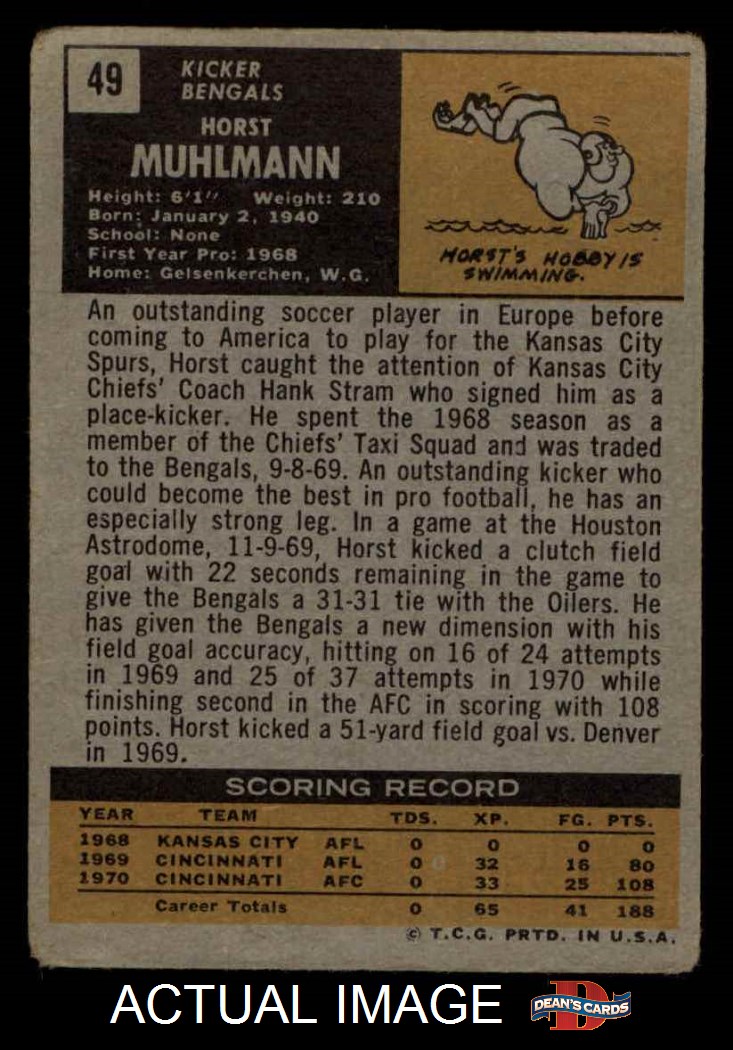 49
KICKER
BENGALS
HORST
MUHLMANN
Height: 6'1" Weight: 210
Born: January 2, 1940
School: None
First Year Pro: 1968
Home: Gelsenkerchen, W.G.
HORST'S HOBBY IS
SWIMMING.
An outstanding soccer player in Europe before
coming to America to play for the Kansas City
Spurs, Horst caught the attention of Kansas City
Chiefs' Coach Hank Stram who signed him as a
place-kicker. He spent the 1968 season as a
member of the Chiefs' Taxi Squad and was traded
to the Bengals, 9-8-69. An outstanding kicker who
could become the best in pro football, he has an
especially strong leg. In a game at the Houston
Astrodome, 11-9-69, Horst kicked a clutch field
goal with 22 seconds remaining in the game to
give the Bengals a 31-31 tie with the Oilers. He
has given the Bengals a new dimension with his
field goal accuracy, hitting on 16 of 24 attempts
in 1969 and 25 of 37 attempts in 1970 while
finishing second in the AFC in scoring with 108
points. Horst kicked a 51-yard field goal vs. Denver
in 1969.
SCORING RECORD
YEAR TEAM TDS. XP. FG. PTS.
1968 KANSAS CITY AFL 0 0 0 0
1969 CINCINNATI AFL 0 32 16 80
1970 CINCINNATI AFC 0 33 25 108
Career Totals 0 65 41 188
© T.C.G. PRTD. IN U.S.A.
ACTUAL IMAGE
D
DEAN'S CARDS